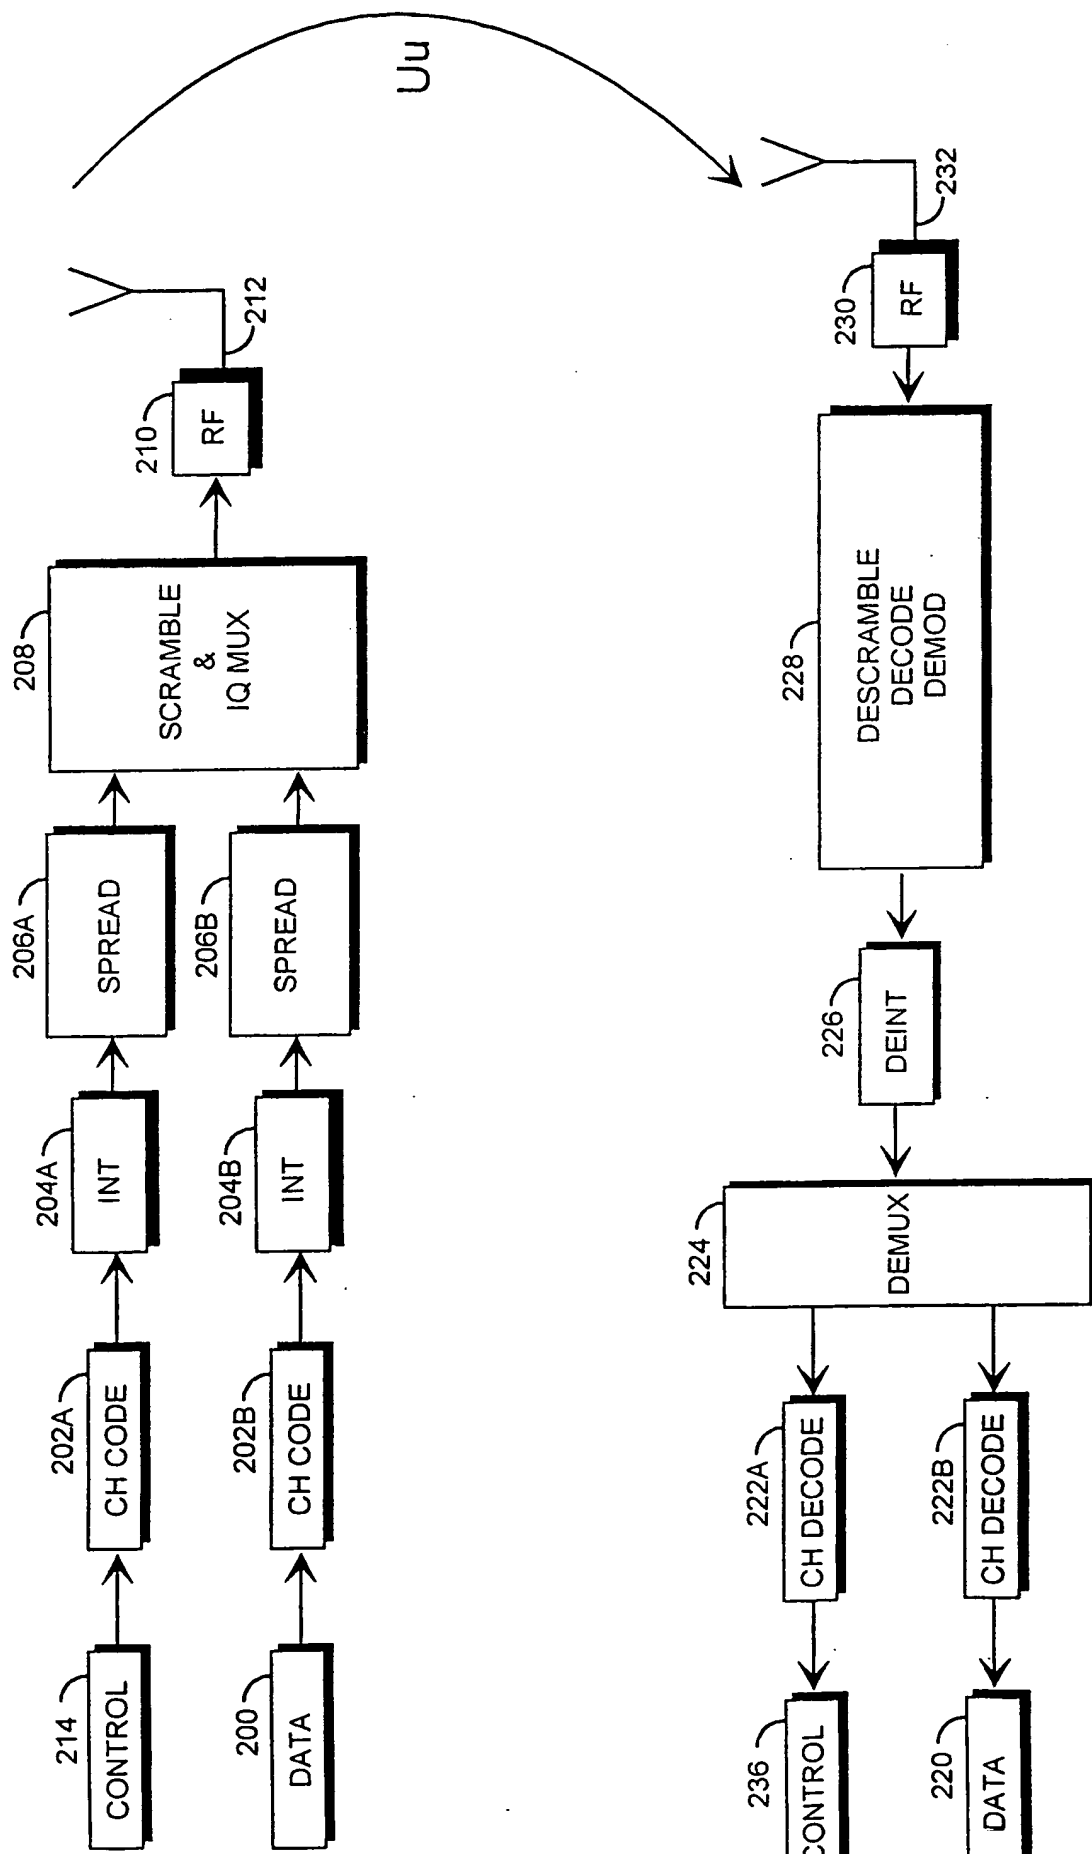 Uu
214
CONTROL
202A
CH CODE
204A
INT
206A
SPREAD
208
SCRAMBLE
&
IQ MUX
210
RF
212
200
DATA
202B
CH CODE
204B
INT
206B
SPREAD
236
CONTROL
222A
CH DECODE
224
DEMUX
226
DEINT
228
DESCRAMBLE
DECODE
DEMOD
230
RF
232
220
DATA
222B
CH DECODE